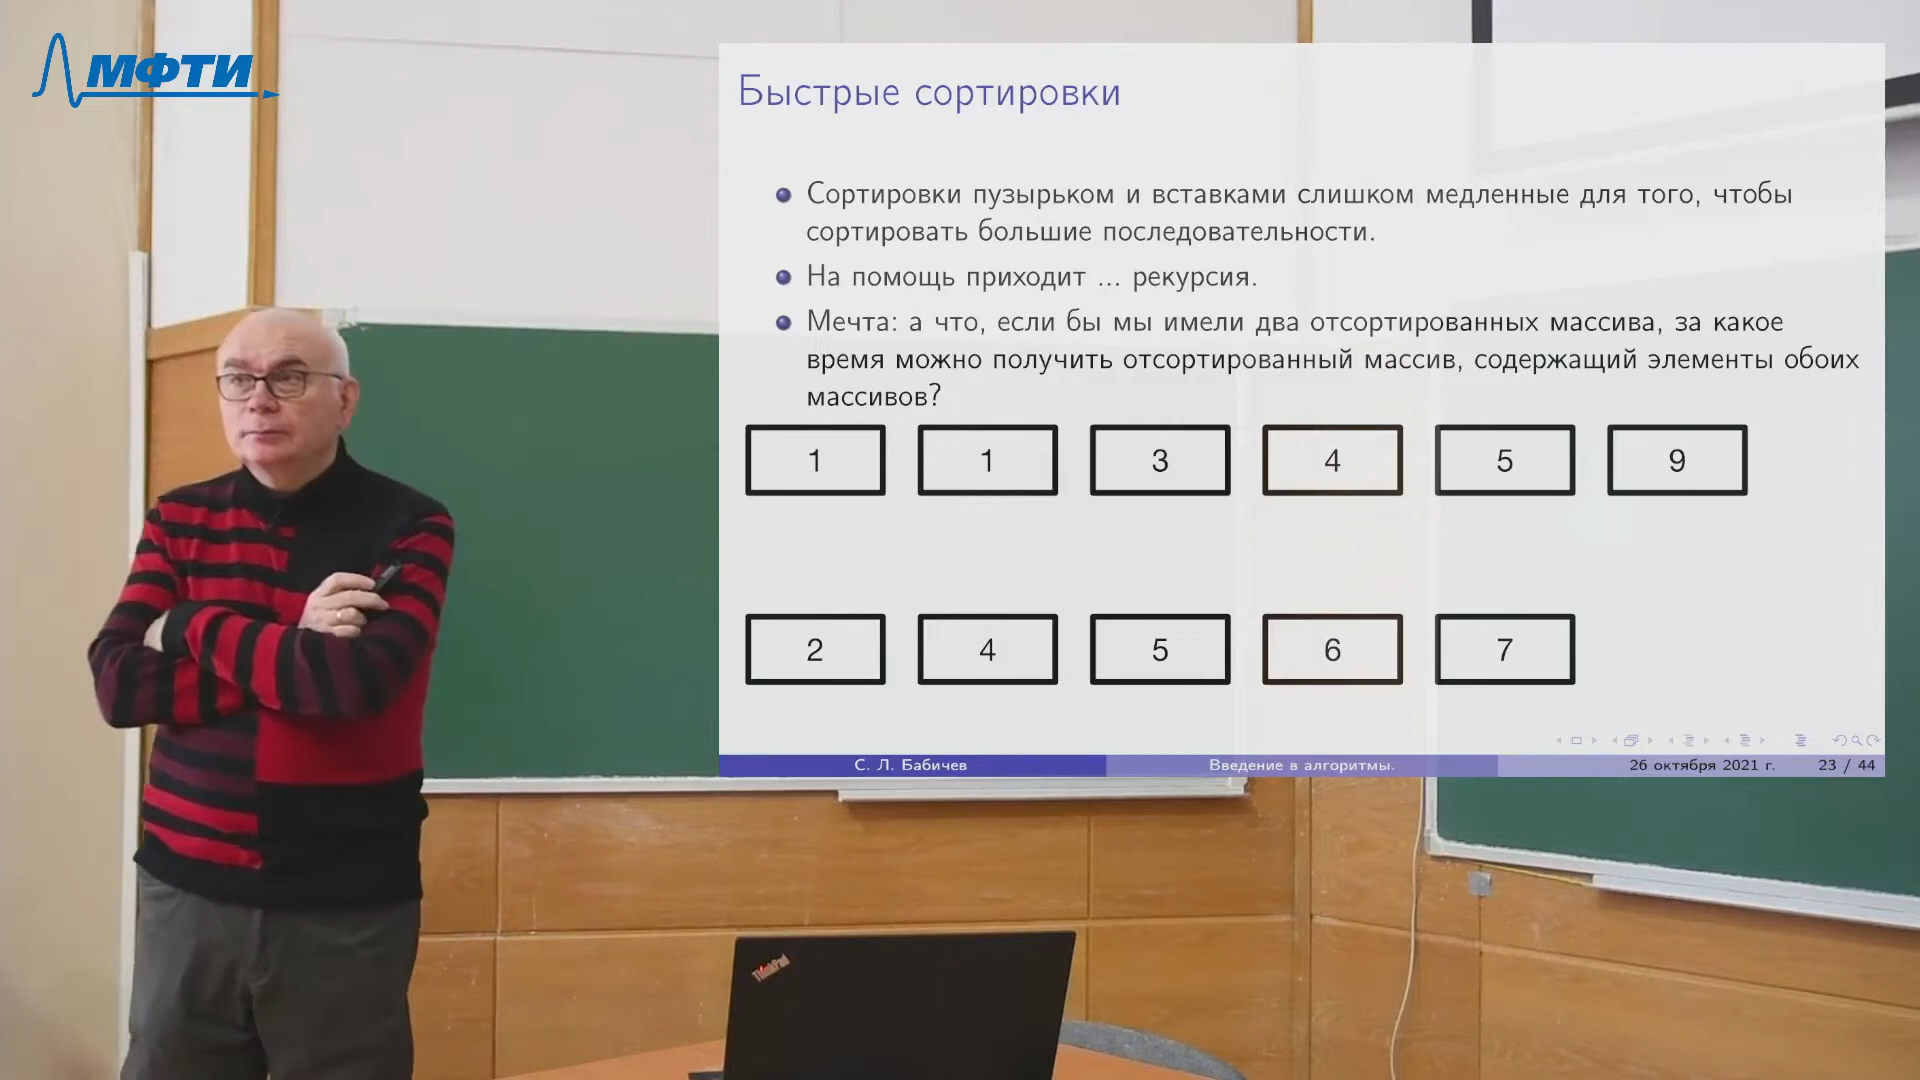 МФТИ
Быстрые сортировки
Сортировки пузырьком и вставками слишком медленные для того, чтобы
сортировать большие последовательности.
На помощь приходит ... рекурсия.
Мечта: а что, если бы мы имели два отсортированных массива, за какое
время можно получить отсортированный массив, содержащий элементы обоих
массивов?
1 1 3 4 5 9
2 4 5 6 7
С. Л. Бабичев Введение в алгоритмы. 26 октября 2021 г. 23 / 44
ThinkPad